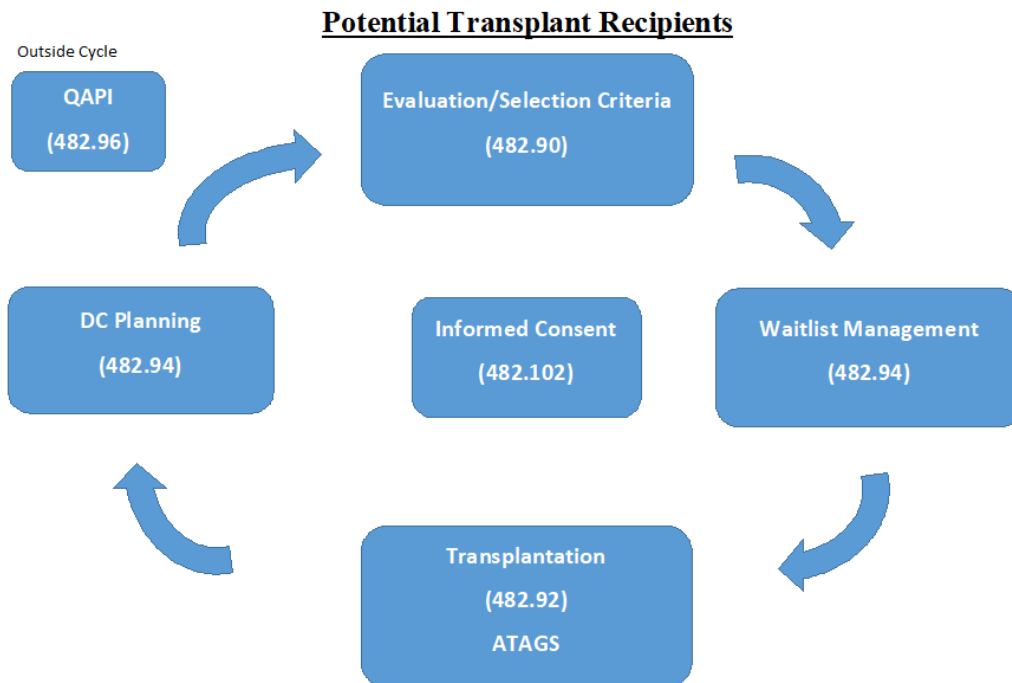 Potential Transplant Recipients
Outside Cycle
QAPI
(482.96)
Evaluation/Selection Criteria
(482.90)
DC Planning
(482.94)
Informed Consent
(482.102)
Waitlist Management
(482.94)
Transplantation
(482.92)
ATAGS